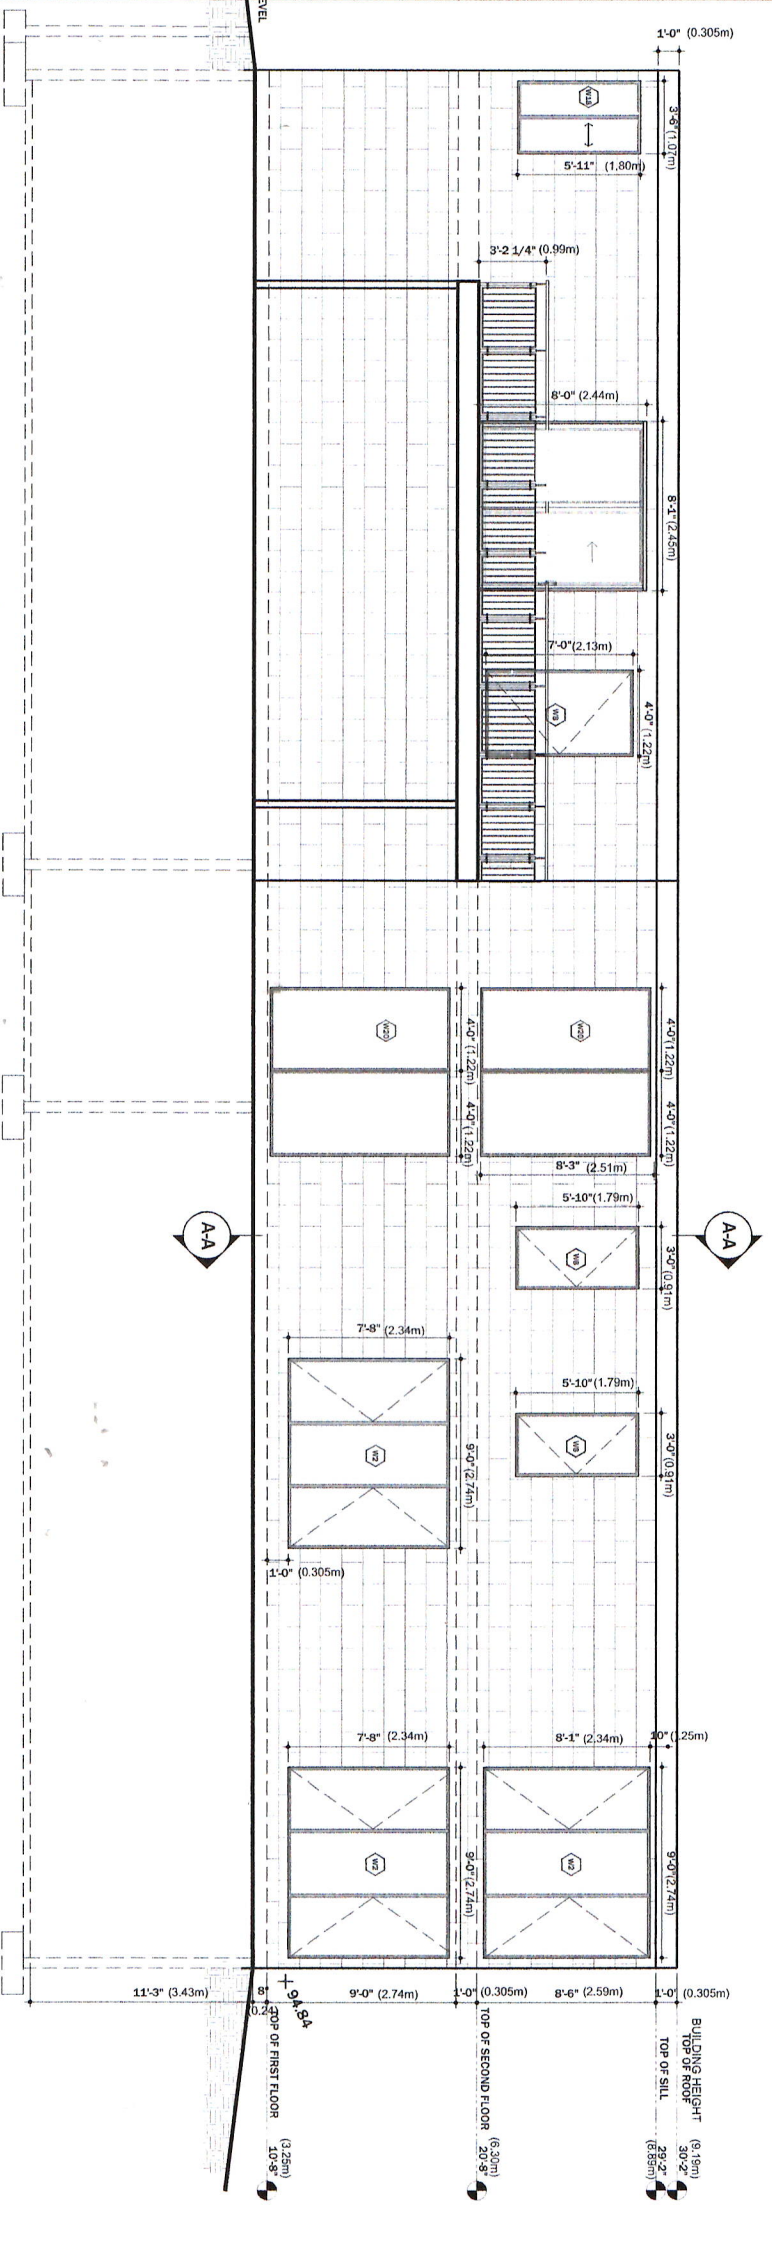 EVEL
1'-0" (0.305m)
W18
3'-6" (1.07m)
5'-11" (1.80m)
3'-2 1/4" (0.99m)
8'-0" (2.44m)
8'-1" (2.45m)
7'-0" (2.13m)
W9
4'-0" (1.22m)
W20
W20
4'-0" (1.22m)
4'-0" (1.22m)
4'-0" (1.22m)
4'-0" (1.22m)
8'-3" (2.51m)
5'-10" (1.79m)
A-A
A-A
W8
3'-0" (0.91m)
7'-8" (2.34m)
5'-10" (1.79m)
W8
3'-0" (0.91m)
W2
9'-0" (2.74m)
1'-0" (0.305m)
7'-8" (2.34m)
8'-1" (2.34m)
10" (.25m)
W2
W2
9'-0" (2.74m)
9'-0" (2.74m)
11'-3" (3.43m)
8"
9'-0" (2.74m)
1'-0" (0.305m)
8'-6" (2.59m)
1'-0" (0.305m)
94.84
BUILDING HEIGHT
TOP OF ROOF
(9.19m)
30'-2"
TOP OF SILL
29'-2"
(8.89m)
TOP OF SECOND FLOOR
(6.30m)
20'-8"
TOP OF FIRST FLOOR
(3.25m)
10'-8"